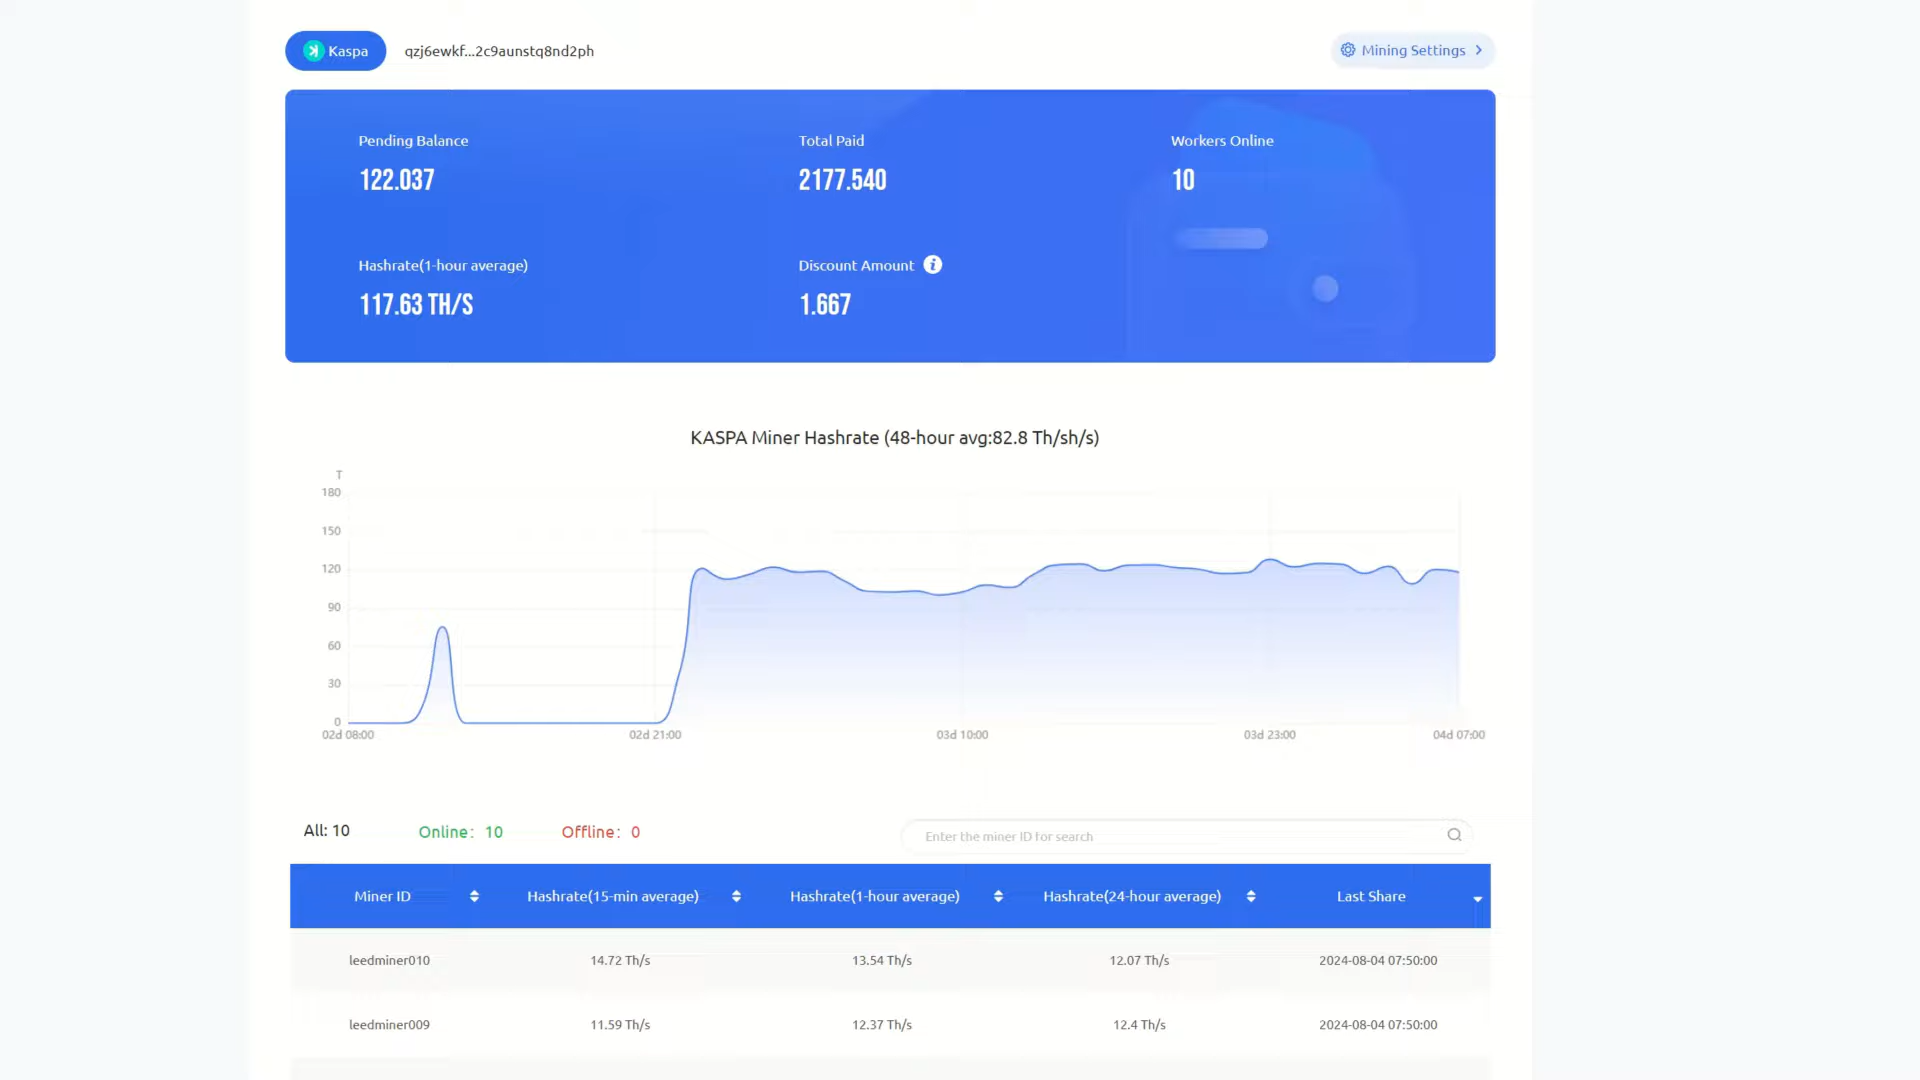 Kaspa qzj6ewkf...2c9aunstq8nd2ph Mining Settings
Pending Balance Total Paid Workers Online
122.037 2177.540 10
Hashrate(1-hour average) Discount Amount
117.63 TH/S 1.667
KASPA Miner Hashrate (48-hour avg:82.8 Th/sh/s)
T
180
150
120
90
60
30
0
02d 08:00 02d 21:00 03d 10:00 03d 23:00 04d 07:00
All: 10 Online: 10 Offline: 0 Enter the miner ID for search
Miner ID Hashrate(15-min average) Hashrate(1-hour average) Hashrate(24-hour average) Last Share
leedminer010 14.72 Th/s 13.54 Th/s 12.07 Th/s 2024-08-04 07:50:00
leedminer009 11.59 Th/s 12.37 Th/s 12.4 Th/s 2024-08-04 07:50:00